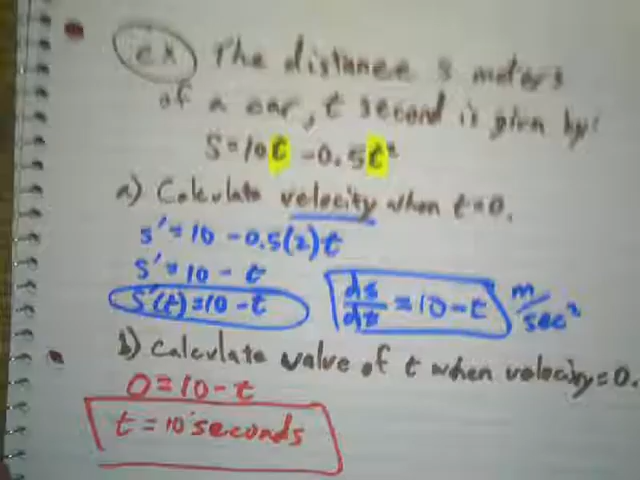 ex The distance s meters
of a car, t second is given by:
S = 10t - 0.5t²
a) Calculate velocity when t=0.
s' = 10 - 0.5(2)t
s' = 10 - t
s'(t) = 10 - t
ds/dt = 10 - t m/sec²
b) Calculate value of t when velocity = 0.
0 = 10 - t
t = 10 seconds